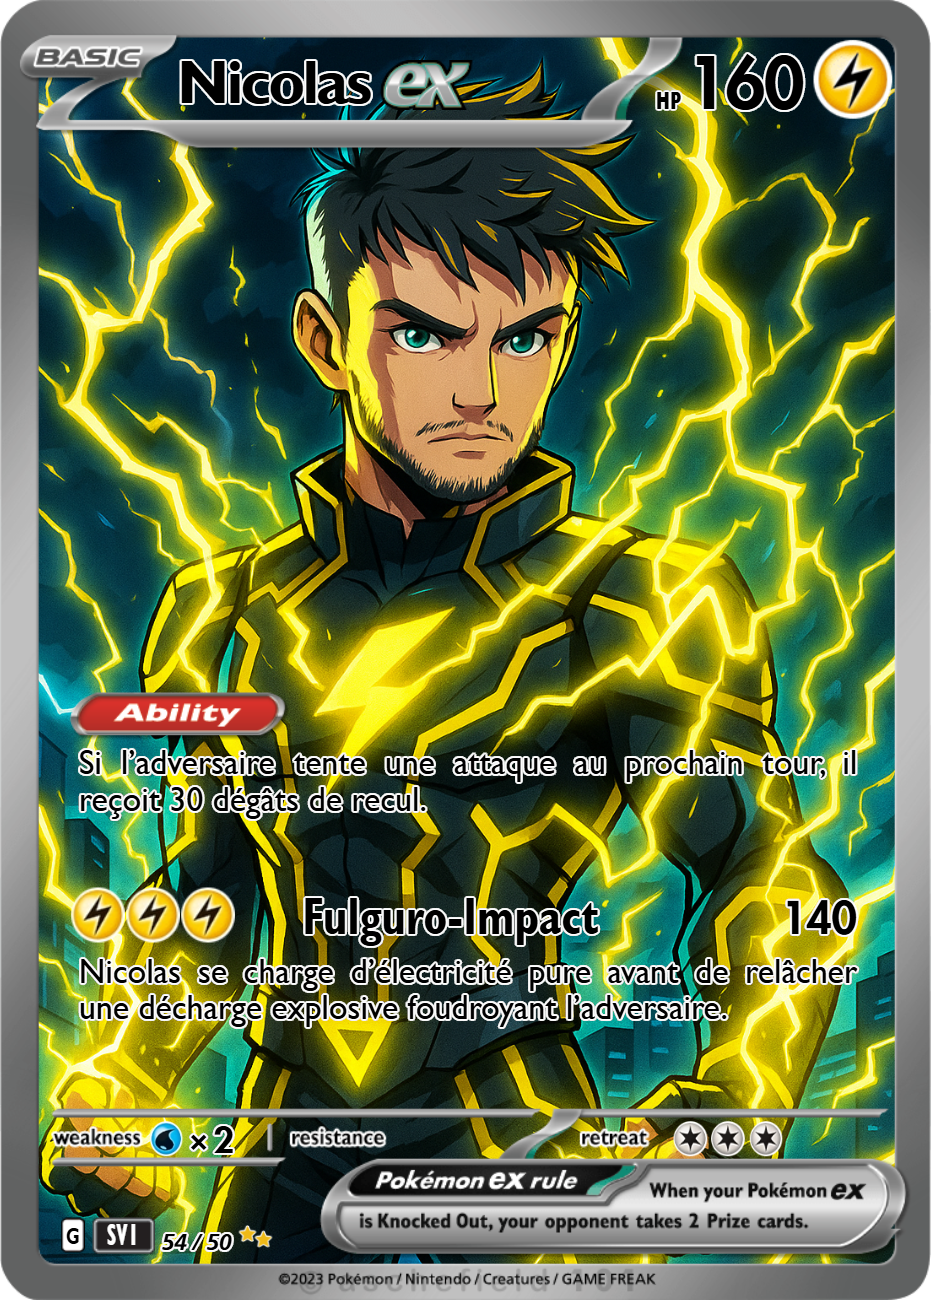 BASIC
Nicolas ex HP 160
Ability
Si l'adversaire tente une attaque au prochain tour, il
reçoit 30 dégâts de recul.
Fulguro-Impact 140
Nicolas se charge d'électricité pure avant de relâcher
une décharge explosive foudroyant l'adversaire.
weakness ×2 resistance retreat
Pokémon ex rule When your Pokémon ex
is Knocked Out, your opponent takes 2 Prize cards.
G SVI 54/50
©2023 Pokémon / Nintendo / Creatures / GAME FREAK